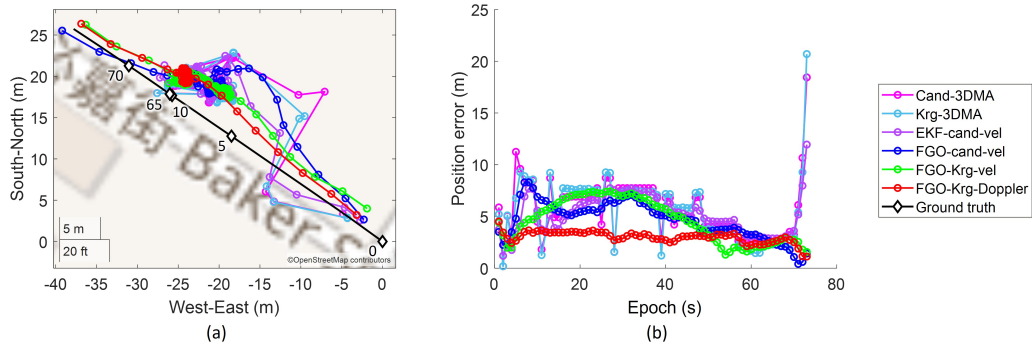 25
20
15
10
5
0
South-North (m)
-40 -35 -30 -25 -20 -15 -10 -5 0
West-East (m)
70
65
10
5
0
嘉街-Baker
5 m
20 ft
©OpenStreetMap contributors
(a)
25
20
15
10
5
0
Position error (m)
0 20 40 60 80
Epoch (s)
(b)
Cand-3DMA
Krg-3DMA
EKF-cand-vel
FGO-cand-vel
FGO-Krg-vel
FGO-Krg-Doppler
Ground truth